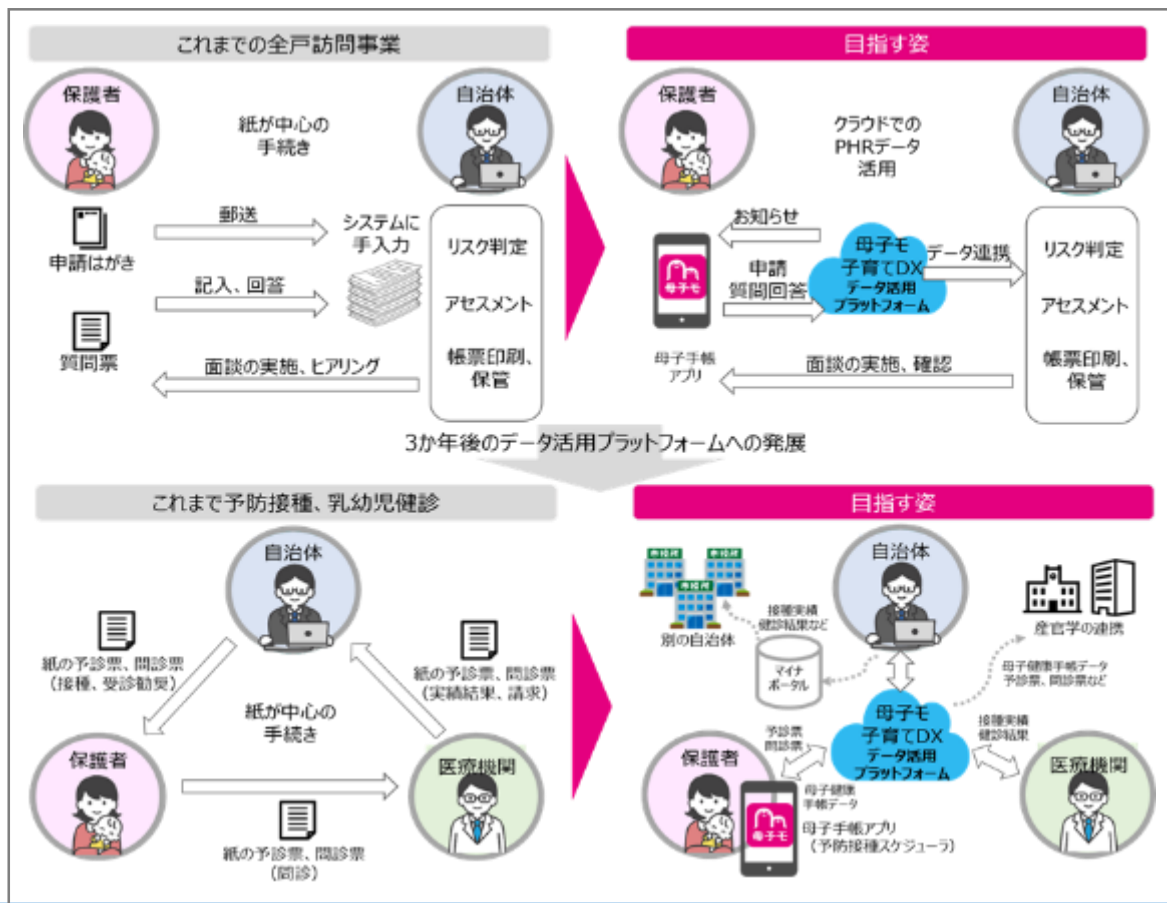 これまでの全戸訪問事業
保護者
紙が中心の
手続き
自治体
申請はがき
郵送
システムに
手入力
記入、回答
質問票
面談の実施、ヒアリング
リスク判定
アセスメント
帳票印刷、
保管
目指す姿
保護者
クラウドでの
PHRデータ
活用
自治体
お知らせ
母子モ
申請
質問回答
母子モ
子育てDX
データ活用
プラットフォーム
データ連携
母子手帳
アプリ
面談の実施、確認
リスク判定
アセスメント
帳票印刷、
保管
3か年後のデータ活用プラットフォームへの発展
これまで予防接種、乳幼児健診
自治体
紙の予診票、問診票
(接種、受診勧奨)
紙の予診票、問診票
(実績結果、請求)
紙が中心の
手続き
保護者
医療機関
紙の予診票、問診票
(問診)
目指す姿
市役所
市役所
市役所
別の自治体
接種実績
健診結果など
自治体
産官学の連携
マイナ
ポータル
母子健康手帳データ
予診票、問診票など
母子モ
子育てDX
データ活用
プラットフォーム
予診票
問診票
接種実績
健診結果
保護者
母子モ
母子健康
手帳データ
母子手帳アプリ
(予防接種スケジューラ)
医療機関